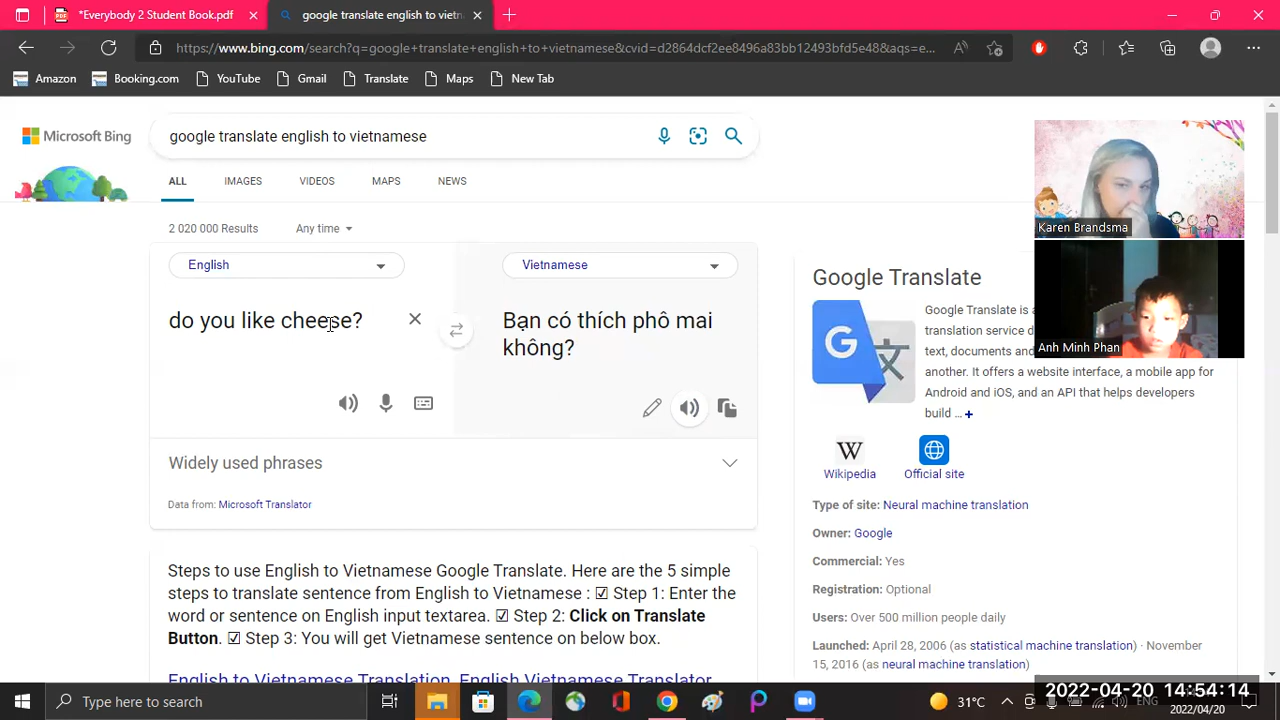 *Everybody 2 Student Book.pdf
google translate english to vietn
https://www.bing.com/search?q=google+translate+english+to+vietnamese&cvid=d2864dcf2ee8496a83bb12493bfd5e48&aqs=e...
Amazon
Booking.com
YouTube
Gmail
Translate
Maps
New Tab
Microsoft Bing
google translate english to vietnamese
ALL
IMAGES
VIDEOS
MAPS
NEWS
2 020 000 Results
Any time
English
Vietnamese
do you like cheese?
Bạn có thích phô mai
không?
Widely used phrases
Data from: Microsoft Translator
Steps to use English to Vietnamese Google Translate. Here are the 5 simple
steps to translate sentence from English to Vietnamese : ☑ Step 1: Enter the
word or sentence on English input textarea. ☑ Step 2: Click on Translate
Button. ☑ Step 3: You will get Vietnamese sentence on below box.
English to Vietnamese Translation, English Vietnamese Translator
Google Translate
Google Translate is a
translation service d
text, documents and
another. It offers a website interface, a mobile app for
Android and iOS, and an API that helps developers
build ... +
Wikipedia
Official site
Type of site: Neural machine translation
Owner: Google
Commercial: Yes
Registration: Optional
Users: Over 500 million people daily
Launched: April 28, 2006 (as statistical machine translation) · November
15, 2016 (as neural machine translation)
Karen Brandsma
Anh Minh Phan
Type here to search
31°C
ENG
2022-04-20 14:54:14
2022/04/20